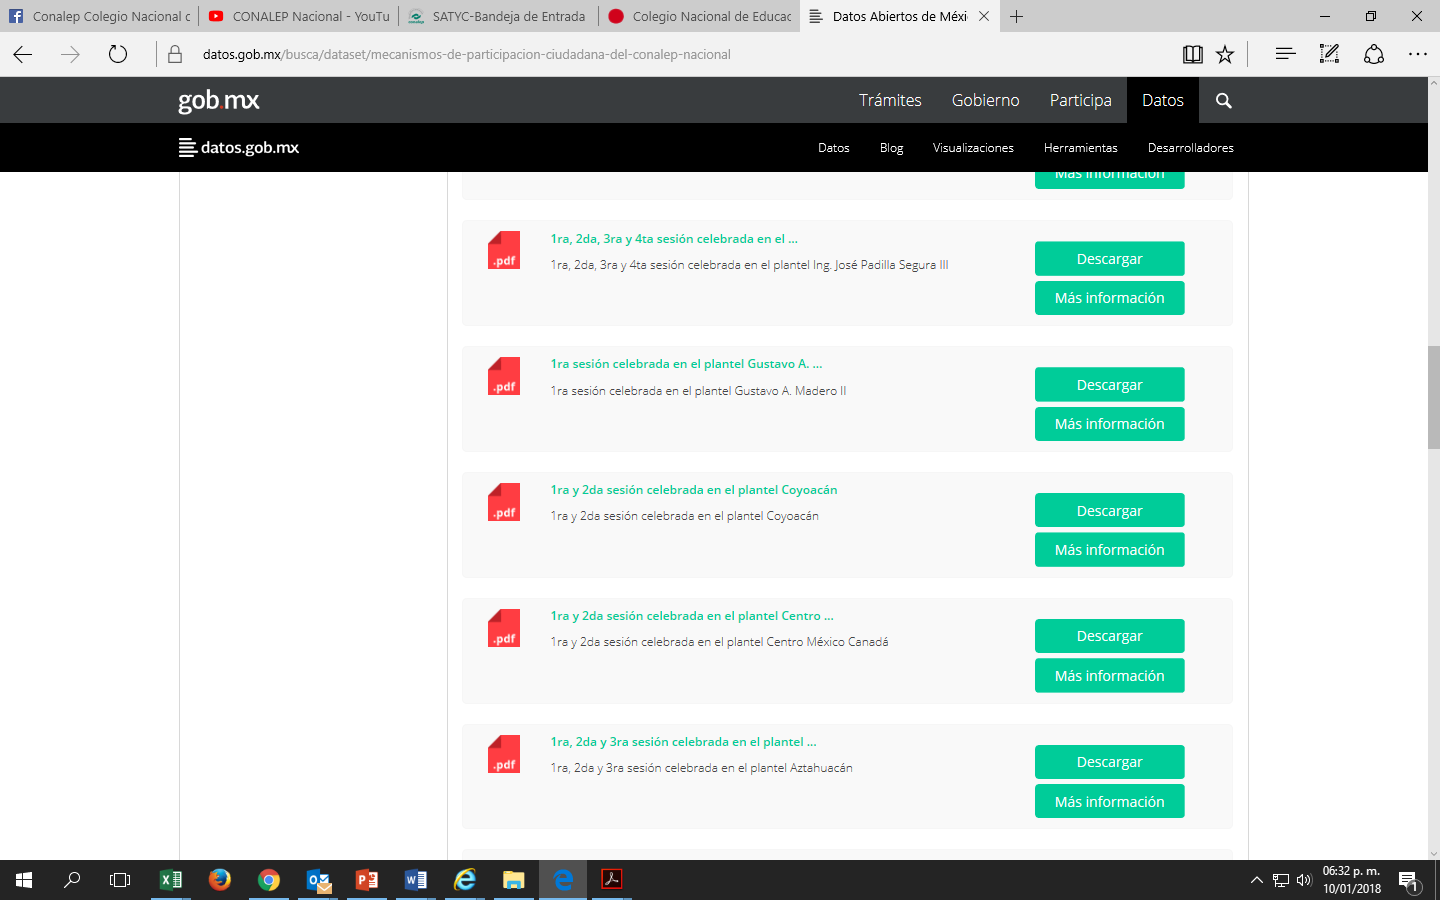 Conalep Colegio Nacional d
CONALEP Nacional - YouTu
SATYC-Bandeja de Entrada
Colegio Nacional de Educac
Datos Abiertos de Méxi
datos.gob.mx/busca/dataset/mecanismos-de-participacion-ciudadana-del-conalep-nacional
gob.mx
Trámites
Gobierno
Participa
Datos
datos.gob.mx
Datos
Blog
Visualizaciones
Herramientas
Desarrolladores
Más información
.pdf
1ra, 2da, 3ra y 4ta sesión celebrada en el ...
1ra, 2da, 3ra y 4ta sesión celebrada en el plantel Ing. José Padilla Segura III
Descargar
Más información
.pdf
1ra sesión celebrada en el plantel Gustavo A. ...
1ra sesión celebrada en el plantel Gustavo A. Madero II
Descargar
Más información
.pdf
1ra y 2da sesión celebrada en el plantel Coyoacán
1ra y 2da sesión celebrada en el plantel Coyoacán
Descargar
Más información
.pdf
1ra y 2da sesión celebrada en el plantel Centro ...
1ra y 2da sesión celebrada en el plantel Centro México Canadá
Descargar
Más información
.pdf
1ra, 2da y 3ra sesión celebrada en el plantel ...
1ra, 2da y 3ra sesión celebrada en el plantel Aztahuacán
Descargar
Más información
06:32 p. m.
10/01/2018
1